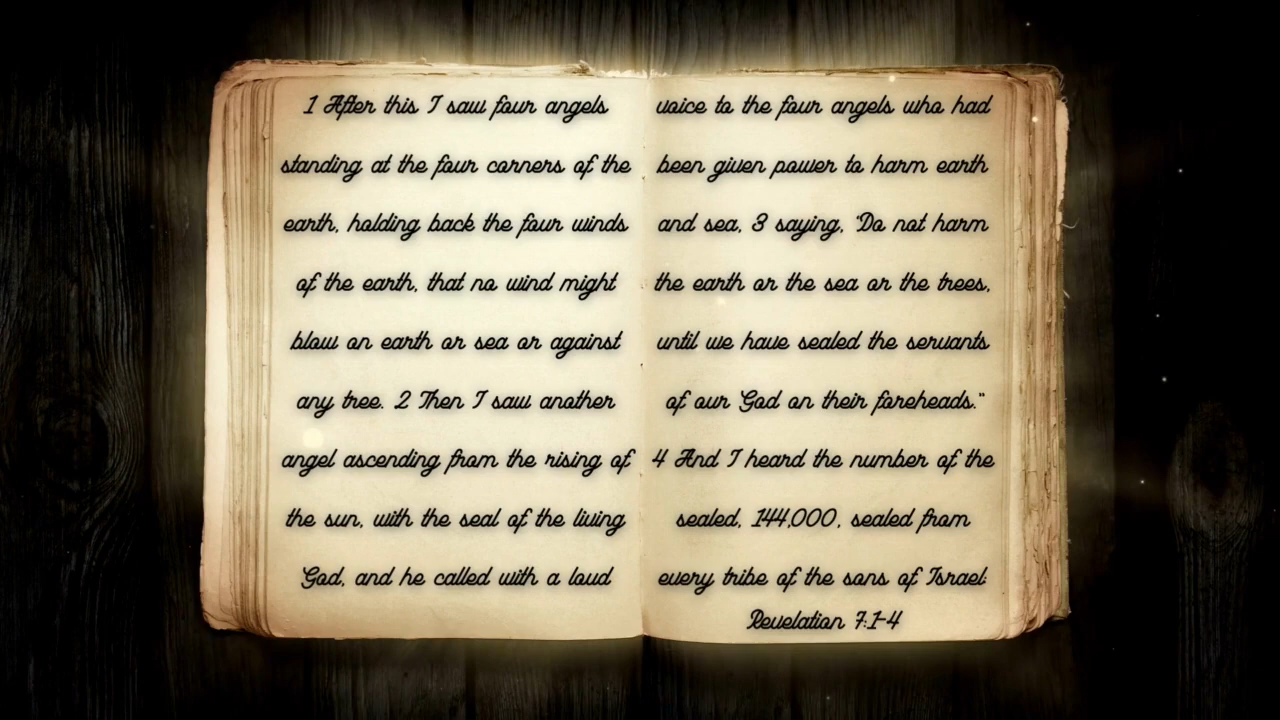 1 After this I saw four angels
standing at the four corners of the
earth, holding back the four winds
of the earth, that no wind might
blow on earth or sea or against
any tree. 2 Then I saw another
angel ascending from the rising of
the sun, with the seal of the living
God, and he called with a loud
voice to the four angels who had
been given power to harm earth
and sea, 3 saying, "Do not harm
the earth or the sea or the trees,
until we have sealed the servants
of our God on their foreheads."
4 And I heard the number of the
sealed, 144,000, sealed from
every tribe of the sons of Israel:
Revelation 7:1-4